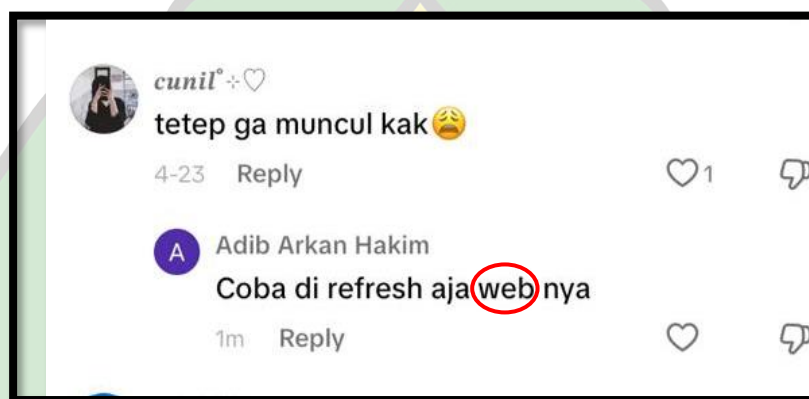 cunil°⊹♡
tetep ga muncul kak😩
4-23 Reply
1
A
Adib Arkan Hakim
Coba di refresh aja web nya
1m Reply